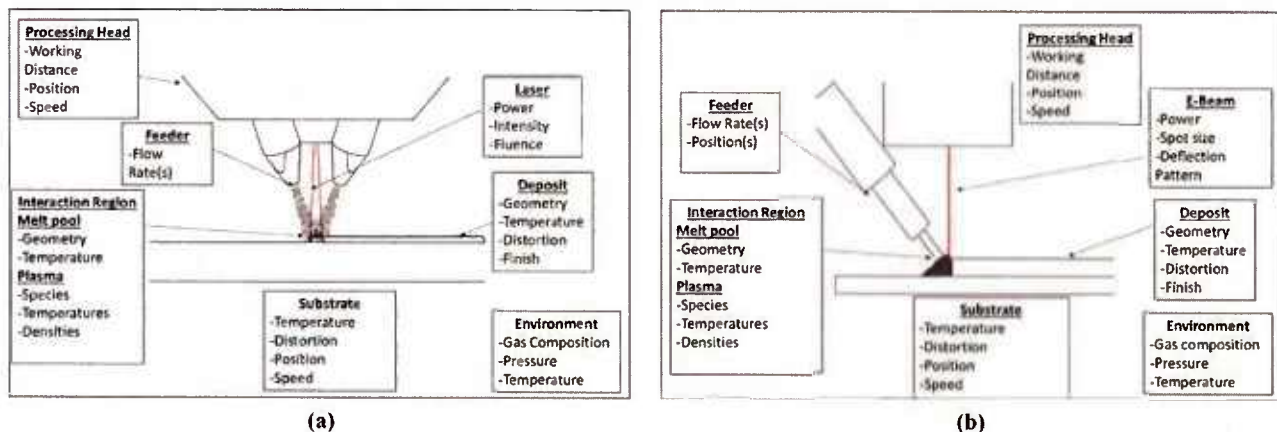 Processing Head
-Working
Distance
-Position
-Speed
Laser
-Power
-Intensity
-Fluence
Feeder
-Flow
Rate(s)
Interaction Region
Melt pool
-Geometry
-Temperature
Plasma
-Species
-Temperatures
-Densities
Deposit
-Geometry
-Temperature
-Distortion
-Finish
Substrate
-Temperature
-Distortion
-Position
-Speed
Environment
-Gas Composition
-Pressure
-Temperature
(a)
Processing Head
-Working
Distance
-Position
-Speed
Feeder
-Flow Rate(s)
-Position(s)
E-Beam
-Power
-Spot size
-Deflection
Pattern
Interaction Region
Melt pool
-Geometry
-Temperature
Plasma
-Species
-Temperatures
-Densities
Deposit
-Geometry
-Temperature
-Distortion
-Finish
Substrate
-Temperature
-Distortion
-Position
-Speed
Environment
-Gas composition
-Pressure
-Temperature
(b)